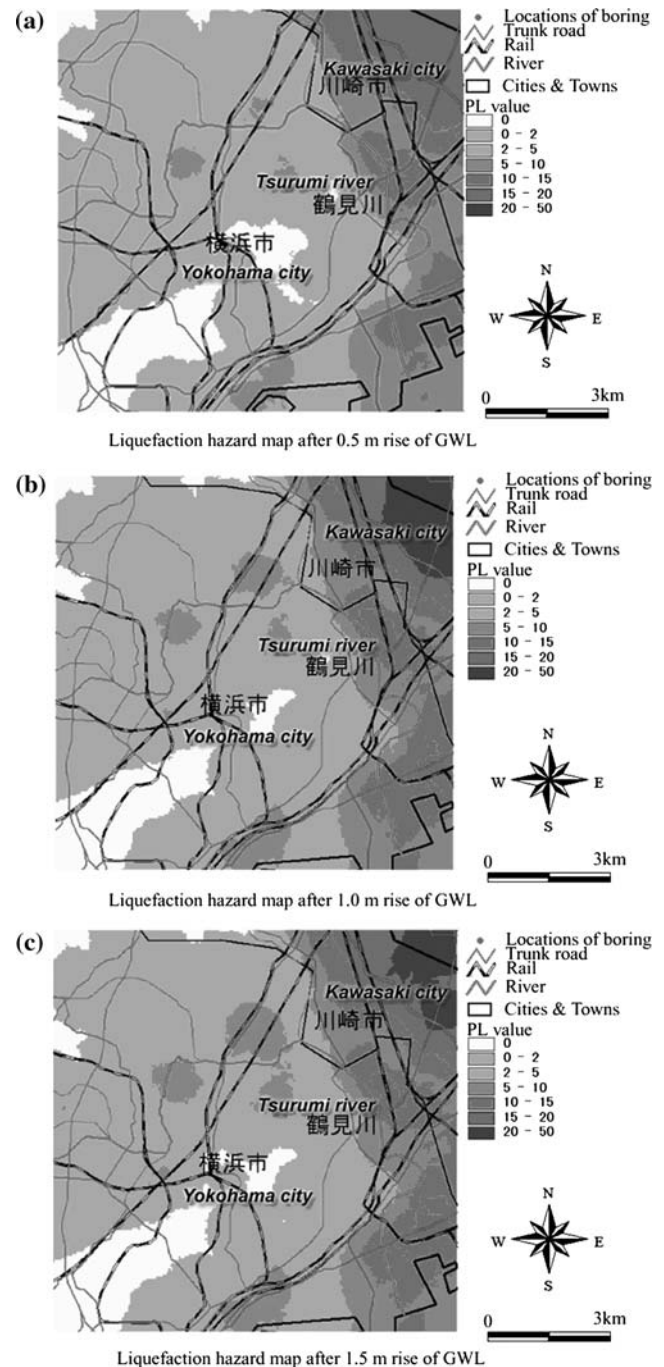 (a)
Locations of boring
Trunk road
Rail
River
Cities & Towns
PL value
0
0 - 2
2 - 5
5 - 10
10 - 15
15 - 20
20 - 50
Kawasaki city
川崎市
Tsurumi river
鶴見川
横浜市
Yokohama city
N
W E
S
0 3km
Liquefaction hazard map after 0.5 m rise of GWL
(b)
Locations of boring
Trunk road
Rail
River
Cities & Towns
PL value
0
0 - 2
2 - 5
5 - 10
10 - 15
15 - 20
20 - 50
Kawasaki city
川崎市
Tsurumi river
鶴見川
横浜市
Yokohama city
N
W E
S
0 3km
Liquefaction hazard map after 1.0 m rise of GWL
(c)
Locations of boring
Trunk road
Rail
River
Cities & Towns
PL value
0
0 - 2
2 - 5
5 - 10
10 - 15
15 - 20
20 - 50
Kawasaki city
川崎市
Tsurumi river
鶴見川
横浜市
Yokohama city
N
W E
S
0 3km
Liquefaction hazard map after 1.5 m rise of GWL